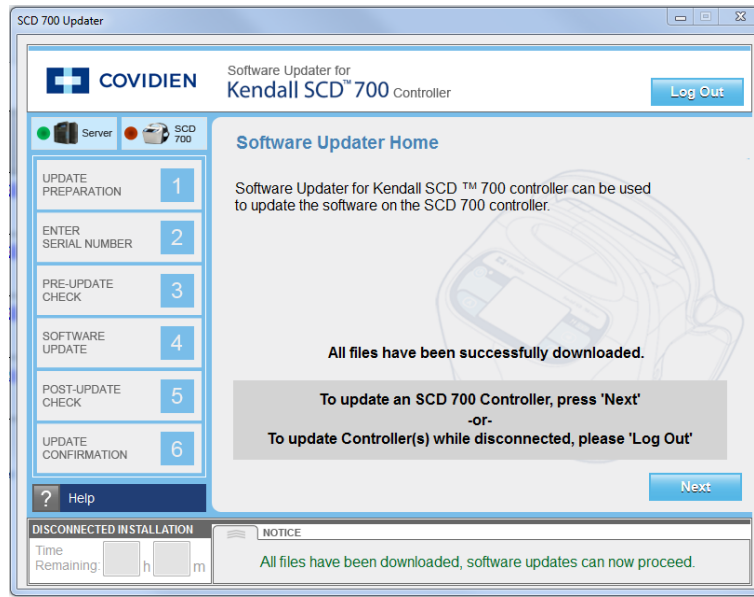 SCD 700 Updater
COVIDIEN
Software Updater for
Kendall SCD™ 700 Controller
Log Out
Server
SCD
700
UPDATE
PREPARATION
1
ENTER
SERIAL NUMBER
2
PRE-UPDATE
CHECK
3
SOFTWARE
UPDATE
4
POST-UPDATE
CHECK
5
UPDATE
CONFIRMATION
6
? Help
Software Updater Home
Software Updater for Kendall SCD ™ 700 controller can be used
to update the software on the SCD 700 controller.
All files have been successfully downloaded.
To update an SCD 700 Controller, press 'Next'
-or-
To update Controller(s) while disconnected, please 'Log Out'
Next
DISCONNECTED INSTALLATION
Time
Remaining: h m
NOTICE
All files have been downloaded, software updates can now proceed.